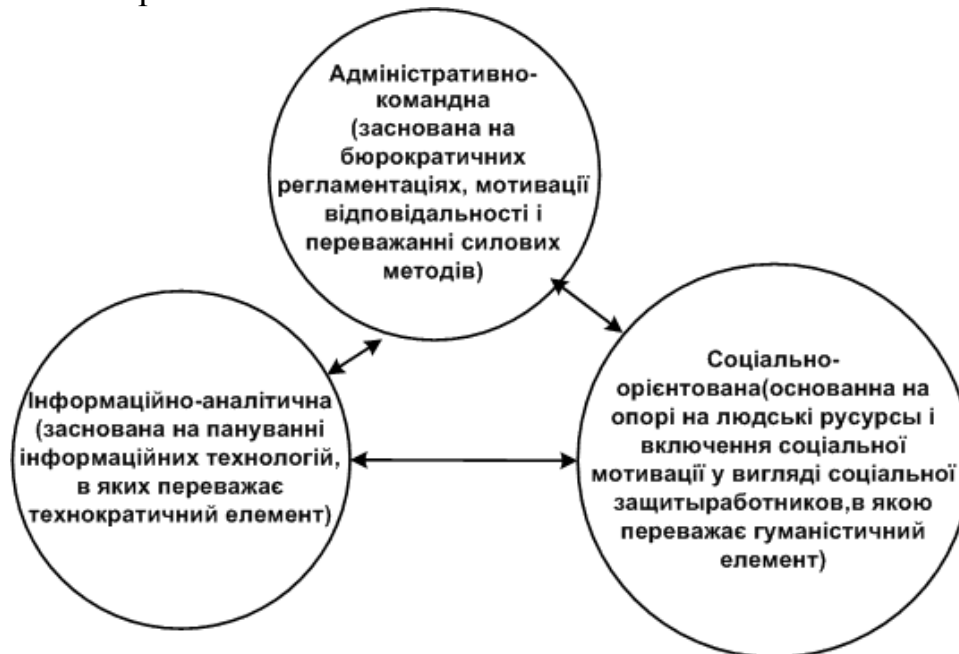 Адміністративно-
командна
(заснована на
бюрократичних
регламентаціях, мотивації
відповідальності і
переважанні силових
методів)
Інформаційно-аналітична
(заснована на пануванні
інформаційних технологій,
в яких переважає
технократичний елемент)
Соціально-
орієнтована(основанна на
опорі на людські русурсы і
включення соціальної
мотивації у вигляді соціальної
защитыработников,в якою
переважає гуманістичний
елемент)